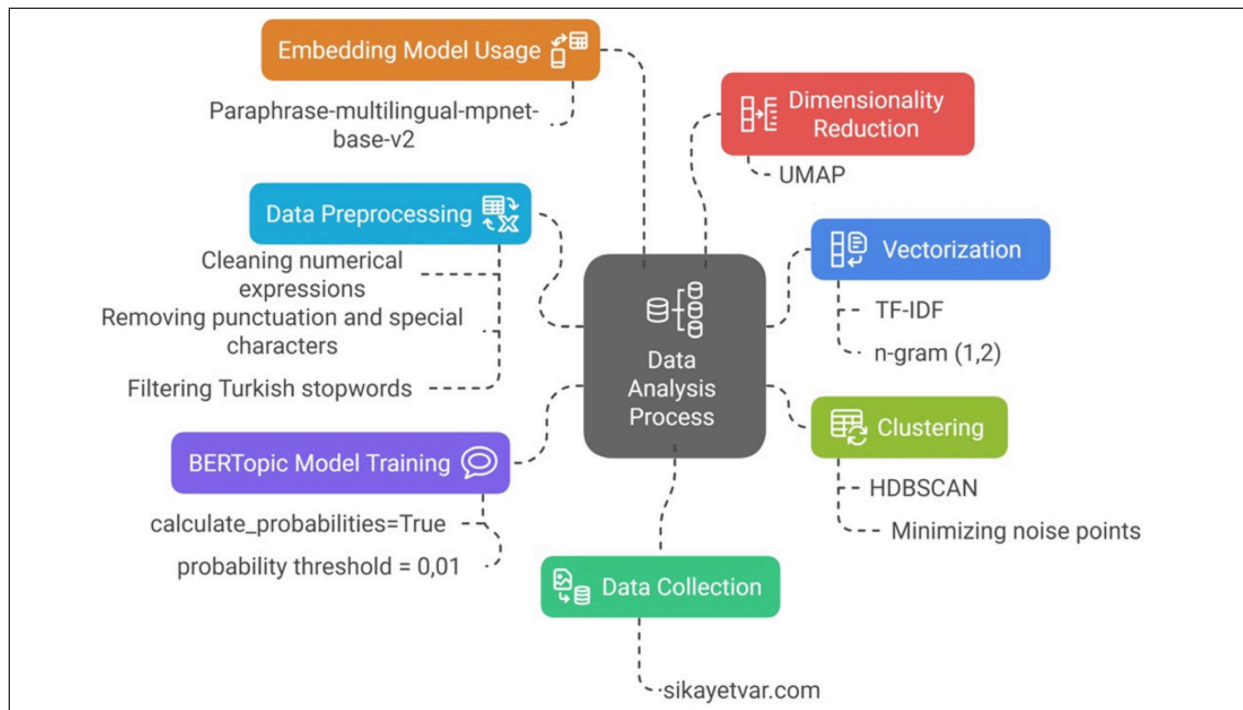 Embedding Model Usage
Paraphrase-multilingual-mpnet-
base-v2
Dimensionality
Reduction
UMAP
Data Preprocessing
Cleaning numerical
expressions
Removing punctuation and special
characters
Filtering Turkish stopwords
Vectorization
TF-IDF
n-gram (1,2)
Data
Analysis
Process
BERTopic Model Training
calculate_probabilities=True
probability threshold = 0,01
Clustering
HDBSCAN
Minimizing noise points
Data Collection
sikayetvar.com